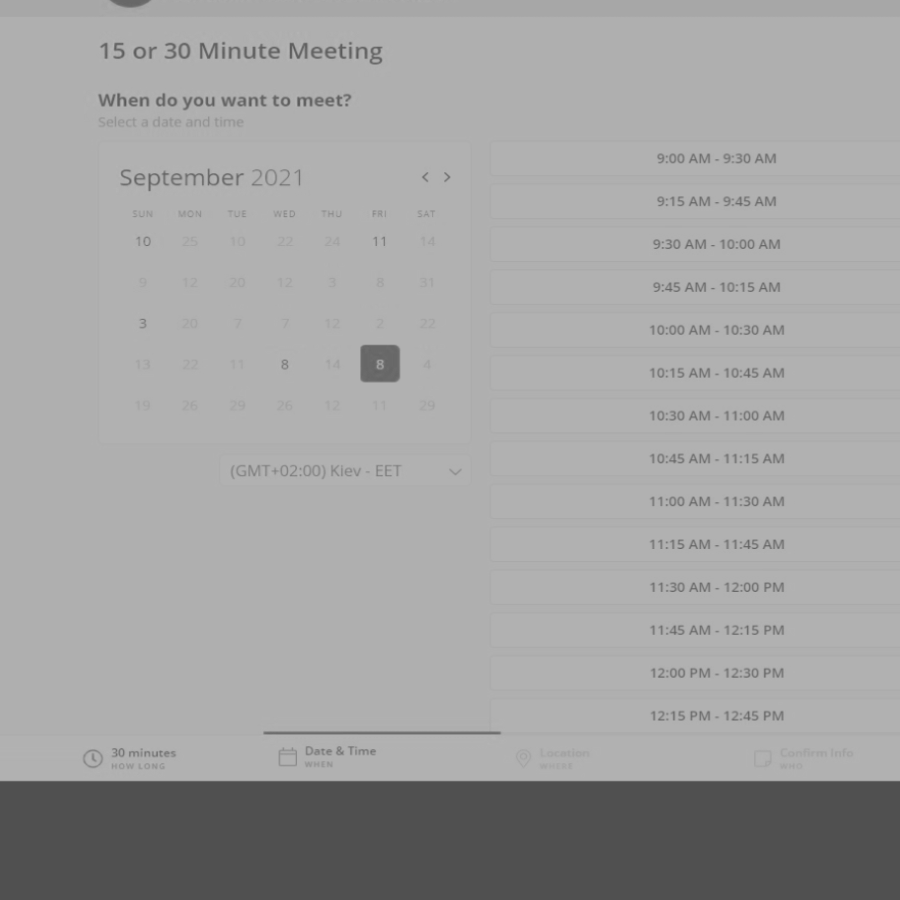 15 or 30 Minute Meeting
When do you want to meet?
Select a date and time
September 2021
SUN MON TUE WED THU FRI SAT
10 25 10 22 24 11 14
9 12 20 12 3 8 31
3 20 7 7 12 2 22
13 22 11 8 14 8 4
19 26 29 26 12 11 29
(GMT+02:00) Kiev - EET
9:00 AM - 9:30 AM
9:15 AM - 9:45 AM
9:30 AM - 10:00 AM
9:45 AM - 10:15 AM
10:00 AM - 10:30 AM
10:15 AM - 10:45 AM
10:30 AM - 11:00 AM
10:45 AM - 11:15 AM
11:00 AM - 11:30 AM
11:15 AM - 11:45 AM
11:30 AM - 12:00 PM
11:45 AM - 12:15 PM
12:00 PM - 12:30 PM
12:15 PM - 12:45 PM
30 minutes
HOW LONG
Date & Time
WHEN
Location
WHERE
Confirm Info
WHO